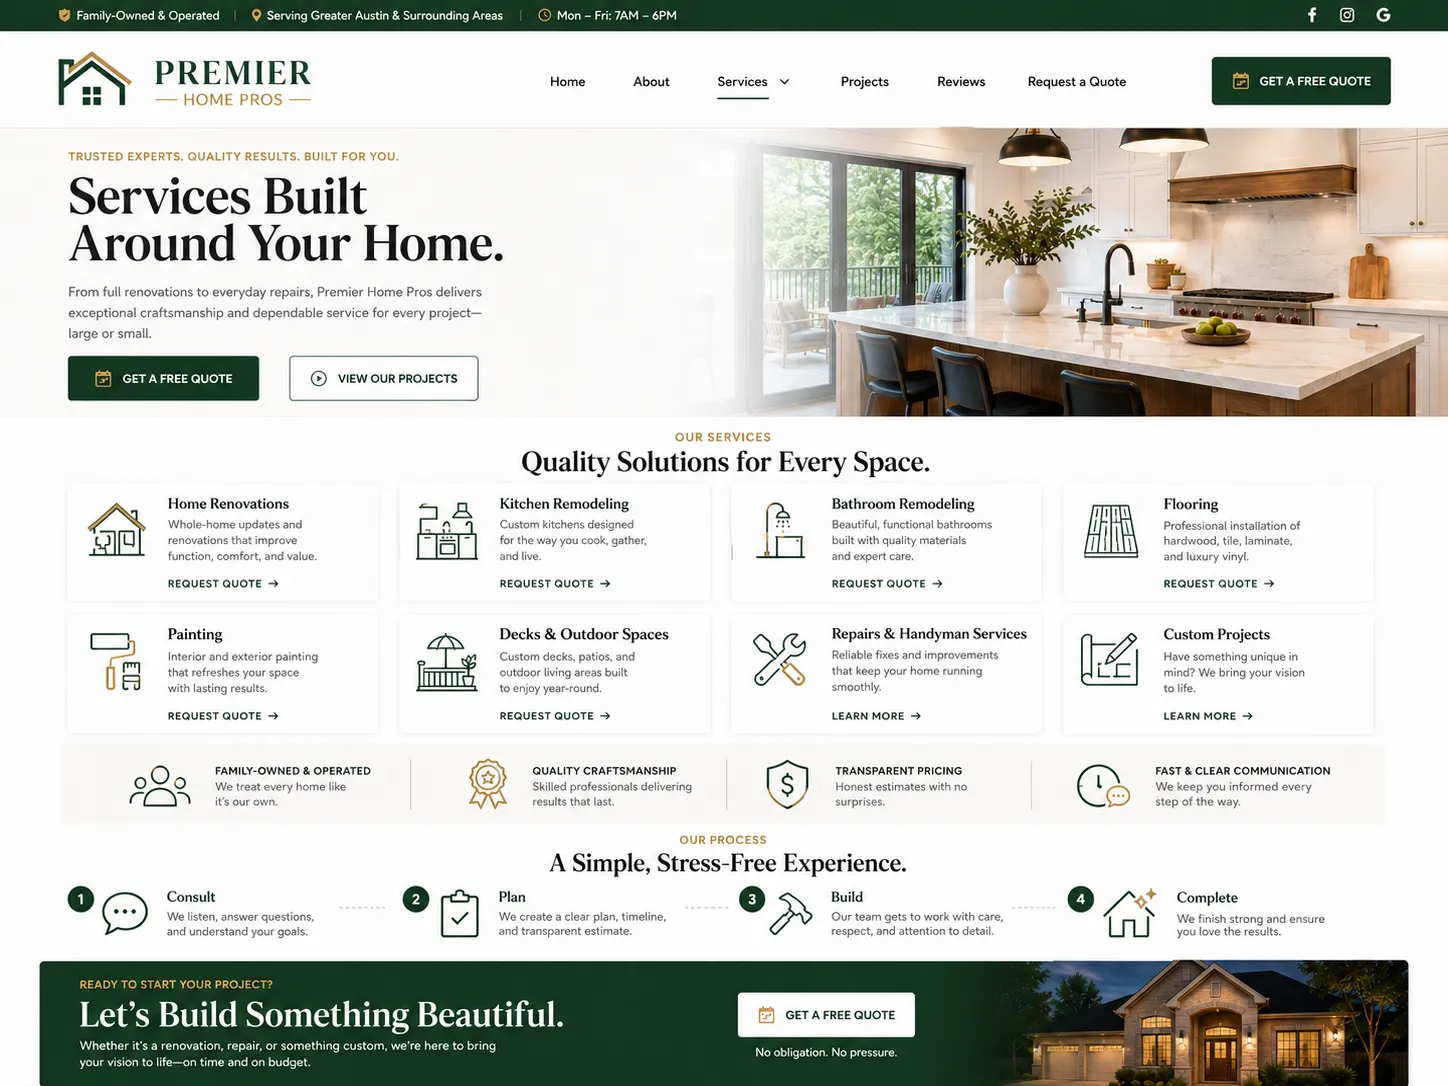 Family-Owned & Operated
Serving Greater Austin & Surrounding Areas
Mon – Fri: 7AM – 6PM
PREMIER
HOME PROS
Home
About
Services
Projects
Reviews
Request a Quote
GET A FREE QUOTE
TRUSTED EXPERTS. QUALITY RESULTS. BUILT FOR YOU.
Services Built
Around Your Home.
From full renovations to everyday repairs, Premier Home Pros delivers
exceptional craftsmanship and dependable service for every project—
large or small.
GET A FREE QUOTE
VIEW OUR PROJECTS
OUR SERVICES
Quality Solutions for Every Space.
Home Renovations
Whole-home updates and
renovations that improve
function, comfort, and value.
REQUEST QUOTE →
Kitchen Remodeling
Custom kitchens designed
for the way you cook, gather,
and live.
REQUEST QUOTE →
Bathroom Remodeling
Beautiful, functional bathrooms
built with quality materials
and expert care.
REQUEST QUOTE →
Flooring
Professional installation of
hardwood, tile, laminate,
and luxury vinyl.
REQUEST QUOTE →
Painting
Interior and exterior painting
that refreshes your space
with lasting results.
REQUEST QUOTE →
Decks & Outdoor Spaces
Custom decks, patios, and
outdoor living areas built
to enjoy year-round.
REQUEST QUOTE →
Repairs & Handyman Services
Reliable fixes and improvements
that keep your home running
smoothly.
LEARN MORE →
Custom Projects
Have something unique in
mind? We bring your vision
to life.
LEARN MORE →
FAMILY-OWNED & OPERATED
We treat every home like
it's our own.
QUALITY CRAFTSMANSHIP
Skilled professionals delivering
results that last.
TRANSPARENT PRICING
Honest estimates with no
surprises.
FAST & CLEAR COMMUNICATION
We keep you informed every
step of the way.
OUR PROCESS
A Simple, Stress-Free Experience.
1
Consult
We listen, answer questions,
and understand your goals.
2
Plan
We create a clear plan, timeline,
and transparent estimate.
3
Build
Our team gets to work with care,
respect, and attention to detail.
4
Complete
We finish strong and ensure
you love the results.
READY TO START YOUR PROJECT?
Let's Build Something Beautiful.
Whether it's a renovation, repair, or something custom, we're here to bring
your vision to life—on time and on budget.
GET A FREE QUOTE
No obligation. No pressure.